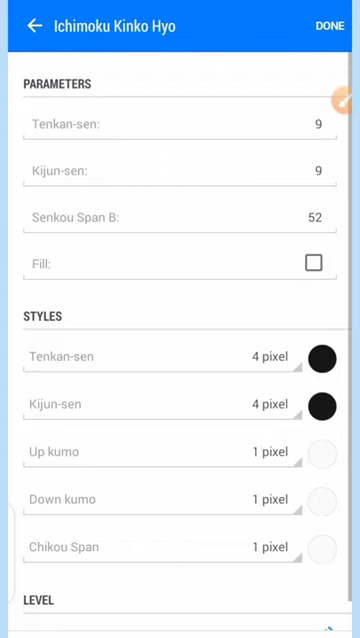 Ichimoku Kinko Hyo DONE
PARAMETERS
Tenkan-sen: 9
Kijun-sen: 9
Senkou Span B: 52
Fill:
STYLES
Tenkan-sen 4 pixel
Kijun-sen 4 pixel
Up kumo 1 pixel
Down kumo 1 pixel
Chikou Span 1 pixel
LEVEL